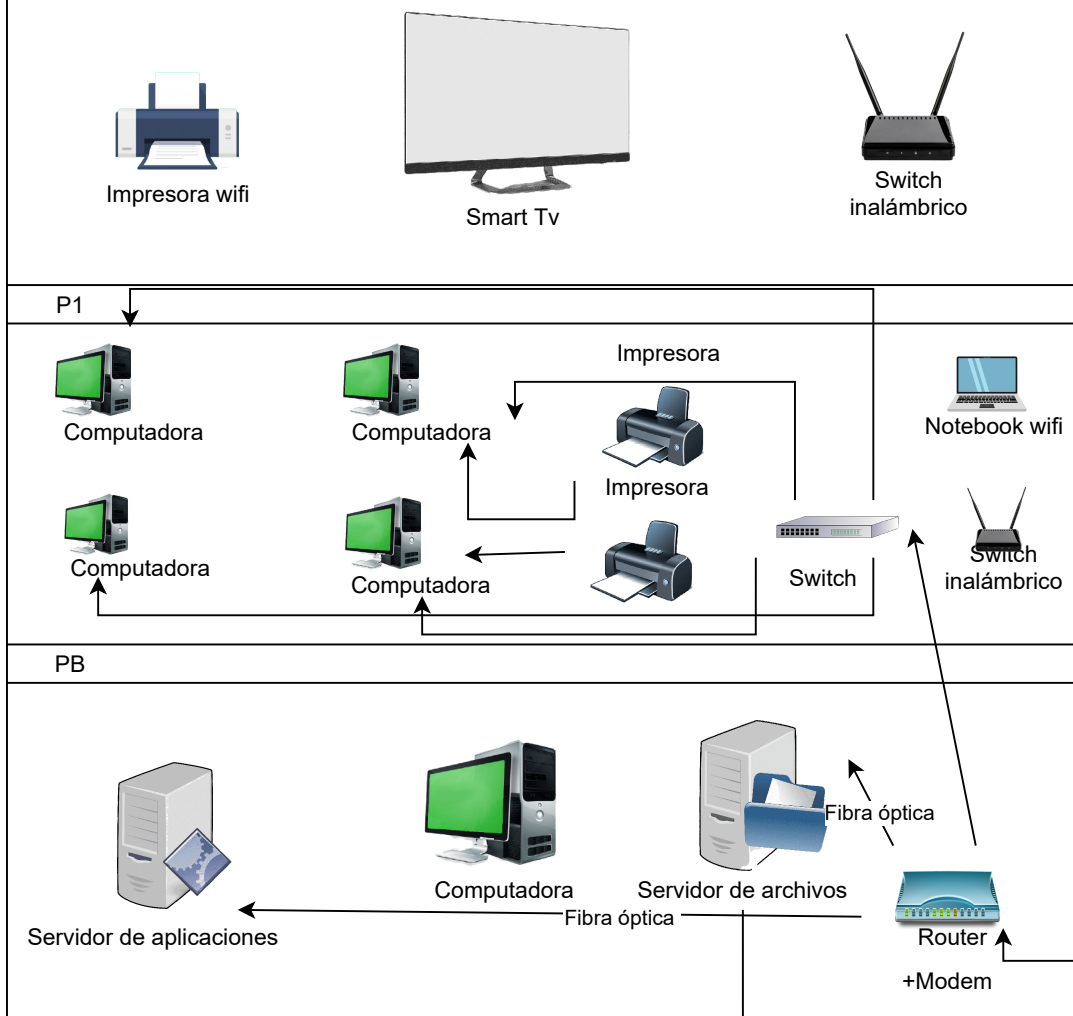 Impresora wifi
Smart Tv
Switch
inalámbrico
P1
Impresora
Computadora
Computadora
Notebook wifi
Impresora
Computadora
Computadora
Switch
Switch
inalámbrico
PB
Fibra óptica
Computadora
Servidor de archivos
Fibra óptica
Servidor de aplicaciones
Router
+Modem